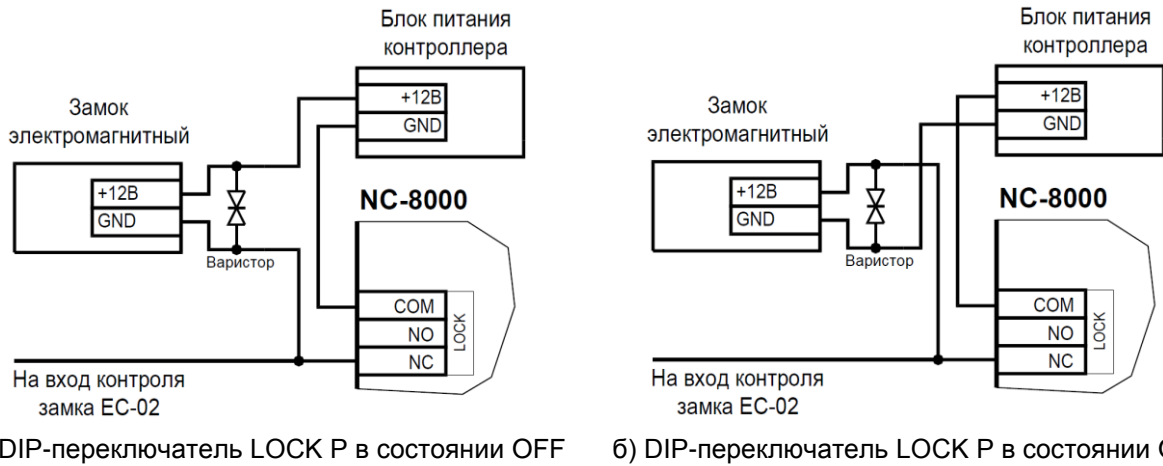 Блок питания
контроллера
+12В
GND
Замок
электромагнитный
+12В
GND
Варистор
NC-8000
COM
NO
NC
LOCK
На вход контроля
замка ЕС-02
DIP-переключатель LOCK P в состоянии OFF
Блок питания
контроллера
+12В
GND
Замок
электромагнитный
+12В
GND
Варистор
NC-8000
COM
NO
NC
LOCK
На вход контроля
замка ЕС-02
б) DIP-переключатель LOCK P в состоянии